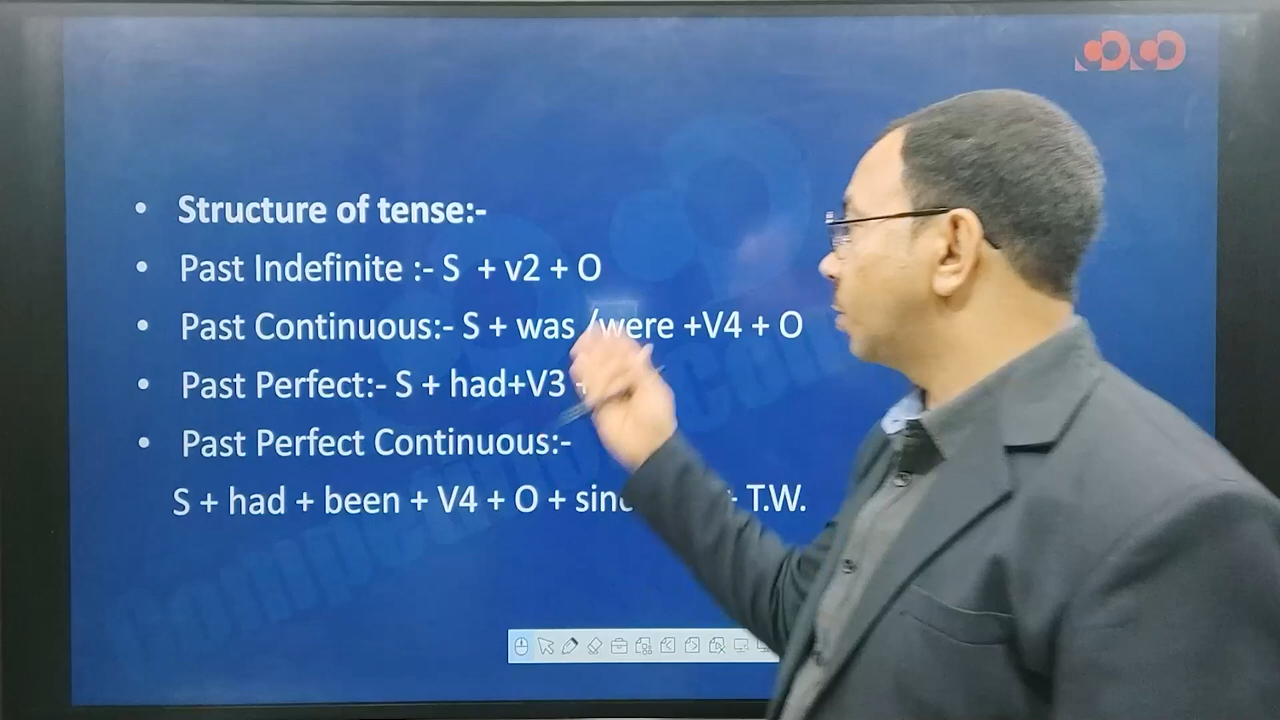 • Structure of tense:-
• Past Indefinite :- S + v2 + O
• Past Continuous:- S + was /were +V4 + O
• Past Perfect:- S + had+V3 +
• Past Perfect Continuous:-
S + had + been + V4 + O + + T.W.